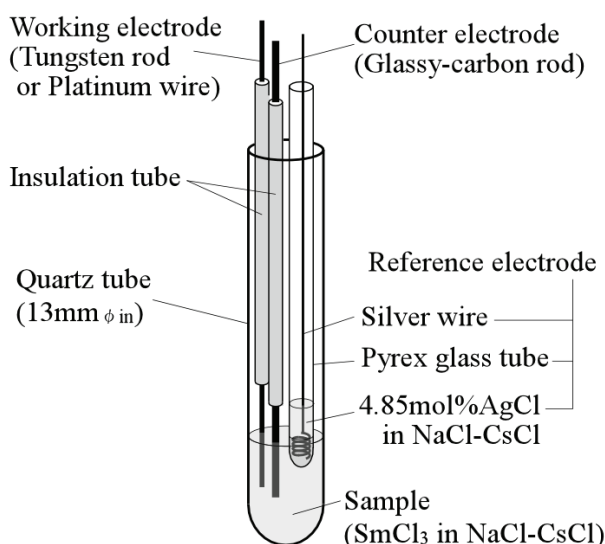 Working electrode
(Tungsten rod
or Platinum wire)
Counter electrode
(Glassy-carbon rod)
Insulation tube
Quartz tube
(13mm ϕ in)
Reference electrode
Silver wire
Pyrex glass tube
4.85mol%AgCl
in NaCl-CsCl
Sample
(SmCl₃ in NaCl-CsCl)